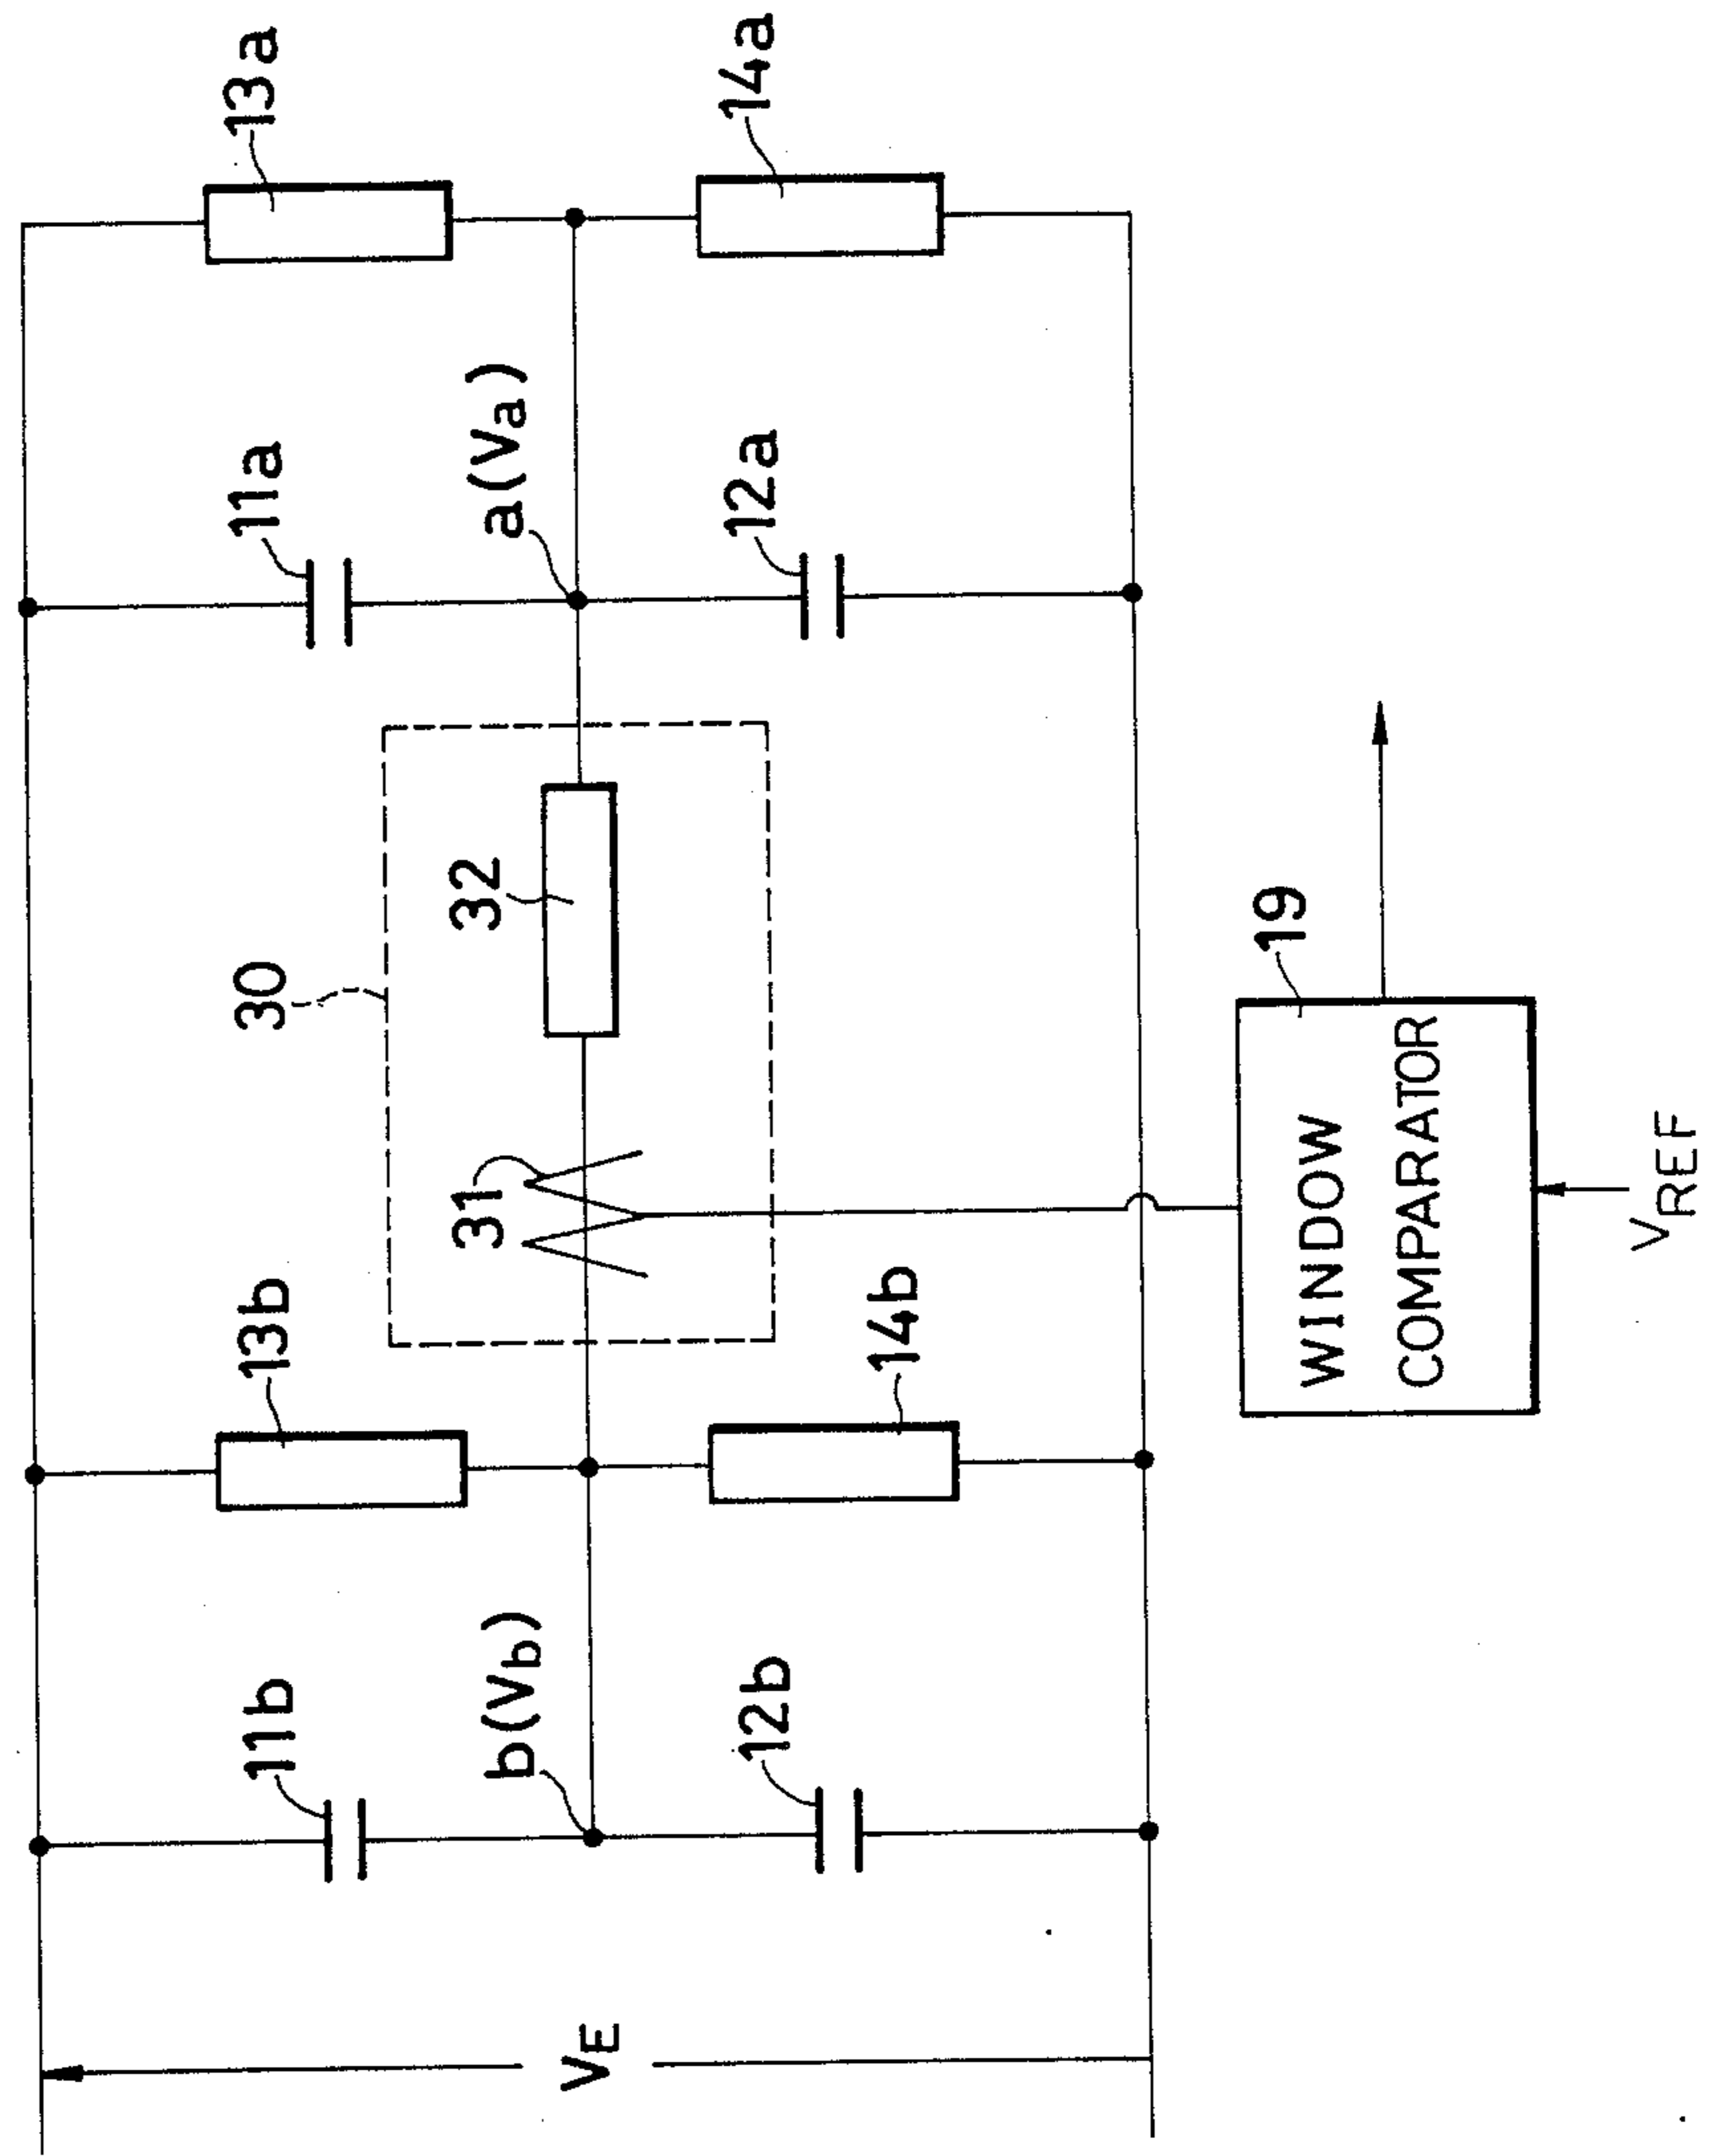 11b
13b
30
11a
13a
b(Vb)
31
32
a(Va)
VE
12b
14b
12a
14a
19
WINDOW
COMPARATOR
VREF